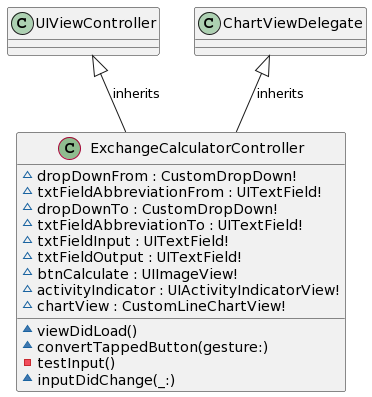 C UIViewController
C ChartViewDelegate
inherits
inherits
C ExchangeCalculatorController
dropDownFrom : CustomDropDown!
txtFieldAbbreviationFrom : UITextField!
dropDownTo : CustomDropDown!
txtFieldAbbreviationTo : UITextField!
txtFieldInput : UITextField!
txtFieldOutput : UITextField!
btnCalculate : UIImageView!
activityIndicator : UIActivityIndicatorView!
chartView : CustomLineChartView!
viewDidLoad()
convertTappedButton(gesture:)
testInput()
inputDidChange(_:)